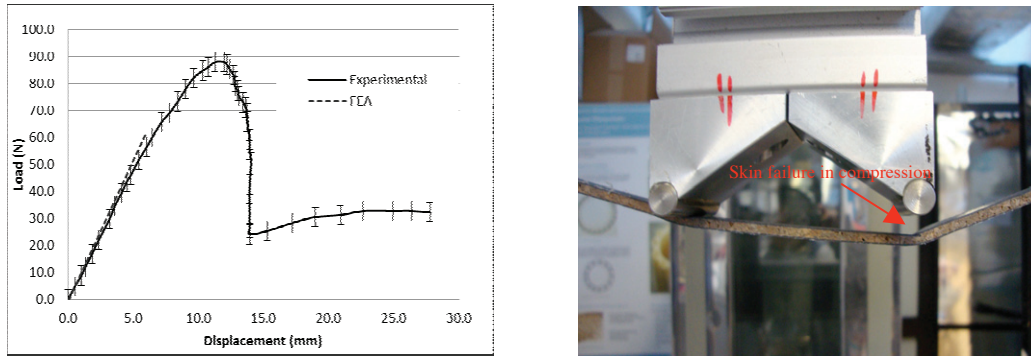 100.0
90.0
80.0
70.0
60.0
50.0
40.0
30.0
20.0
10.0
0.0
Load (N)
Experimental
FEA
0.0 5.0 10.0 15.0 20.0 25.0 30.0
Displacement (mm)
Skin failure in compression